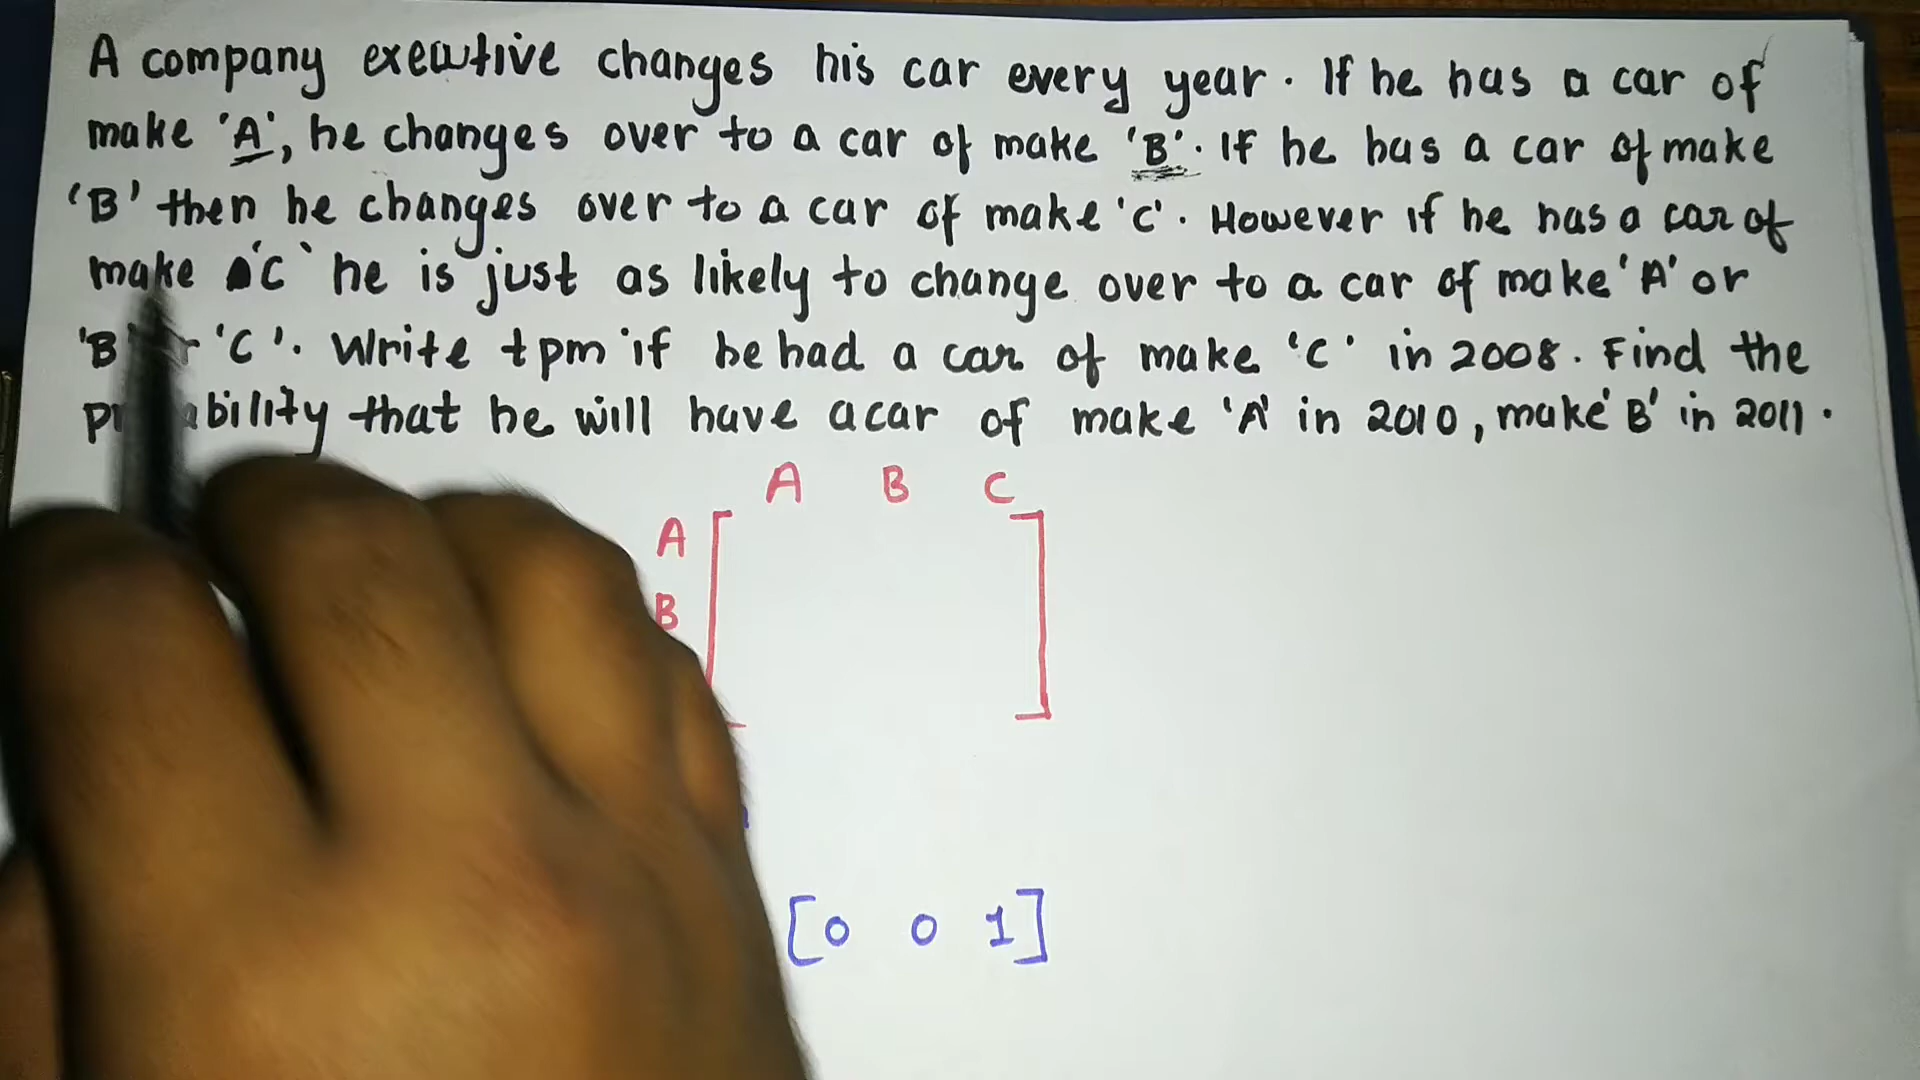 A company executive changes his car every year. If he has a car of
make 'A', he changes over to a car of make 'B'. If he has a car of make
'B' then he changes over to a car of make 'C'. However if he has a car of
make 'C' he is just as likely to change over to a car of make 'A' or
'B' 'C'. Write tpm if he had a car of make 'C' in 2008. Find the
that he will have a car of make 'A' in 2010, make 'B' in 2011.
A B C
A
B
[0 0 1]